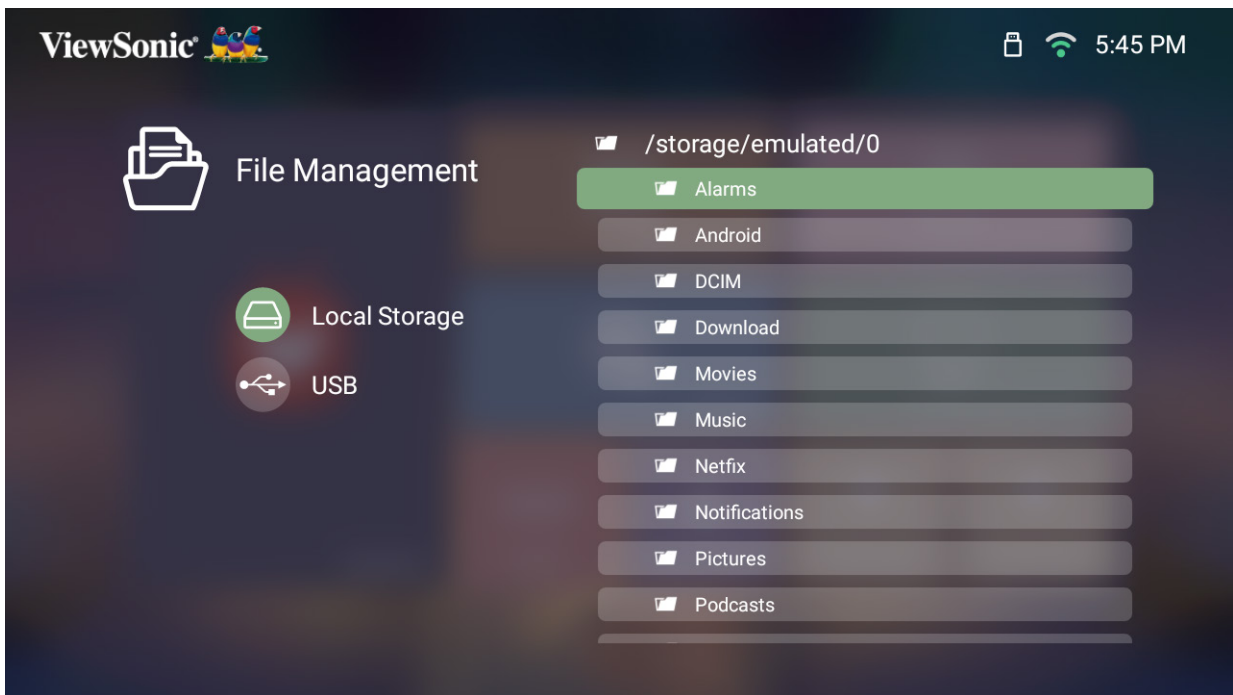 ViewSonic
5:45 PM
File Management
Local Storage
USB
/storage/emulated/0
Alarms
Android
DCIM
Download
Movies
Music
Netfix
Notifications
Pictures
Podcasts